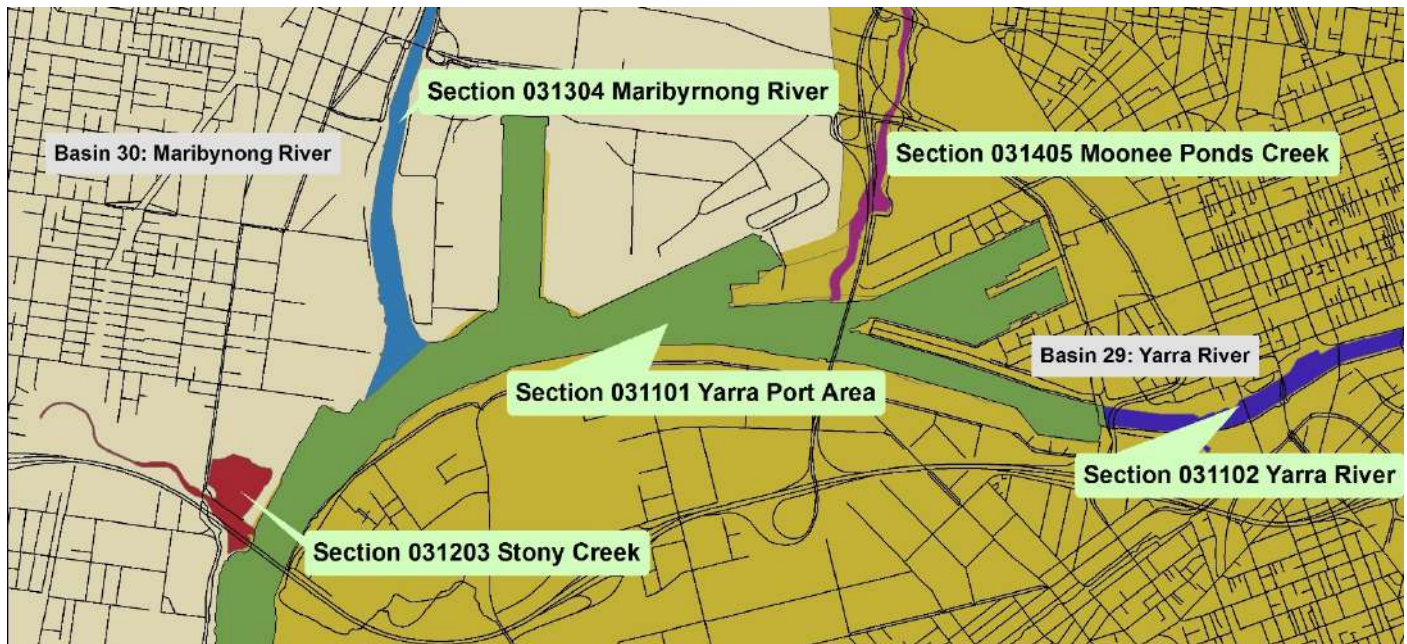 Section 031304 Maribyrnong River
Basin 30: Maribynong River
Section 031405 Moonee Ponds Creek
Basin 29: Yarra River
Section 031101 Yarra Port Area
Section 031102 Yarra River
Section 031203 Stony Creek